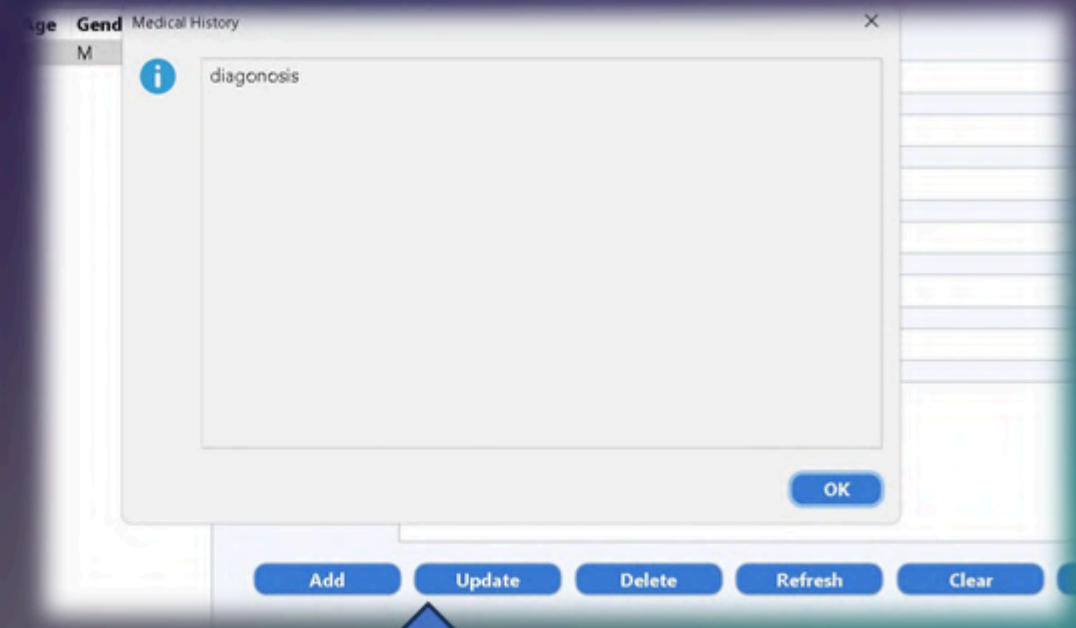 Age Gend
M
Medical History
diagonosis
OK
Add Update Delete Refresh Clear